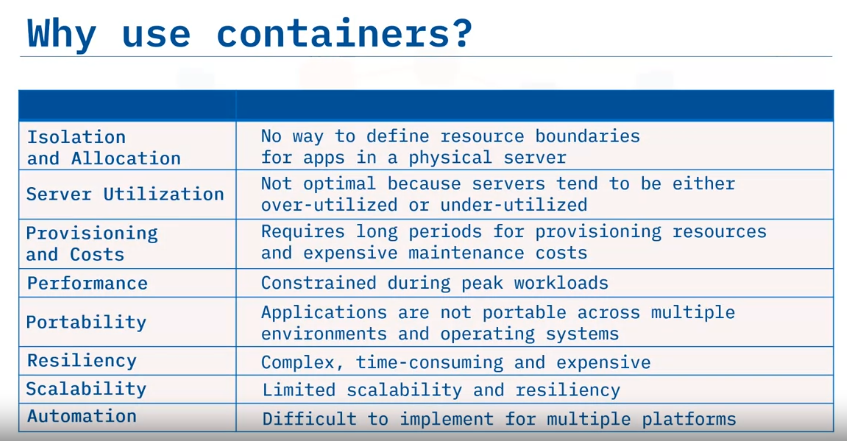 Why use containers?
Isolation
and Allocation
No way to define resource boundaries
for apps in a physical server
Server Utilization
Not optimal because servers tend to be either
over-utilized or under-utilized
Provisioning
and Costs
Requires long periods for provisioning resources
and expensive maintenance costs
Performance
Constrained during peak workloads
Portability
Applications are not portable across multiple
environments and operating systems
Resiliency
Complex, time-consuming and expensive
Scalability
Limited scalability and resiliency
Automation
Difficult to implement for multiple platforms